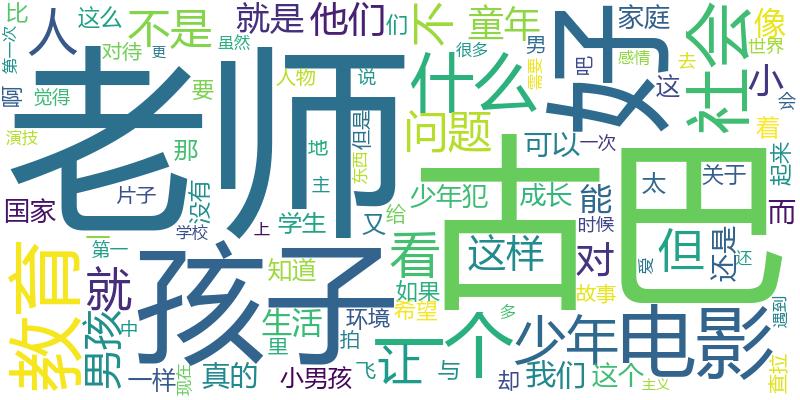 比
这么
不是
就是
他们
们
不
童年
家庭
像
第一次
人
对待
更
虽然
很多
男
吧
感情
去
世界
啊
觉得
老师
要
人物
说
什么
需要
好
社会
这
小
会
演技
那
地
但是
东西
问题
可以
一次
着
起来
国家
片子
没有
主
少年犯
成长
能
太
关于
而
学校
学生
上
又
给
古巴
时候
教育
第一
就
孩子
知道
看
这样
对
爱
但
还是
还
如果
希望
故事
男孩
中
生活
里
环境
拍
一个
多
少年
电影
遇到
一样
现在
真的
小男孩
飞
让
与
却
我们
这个
主义
查拉